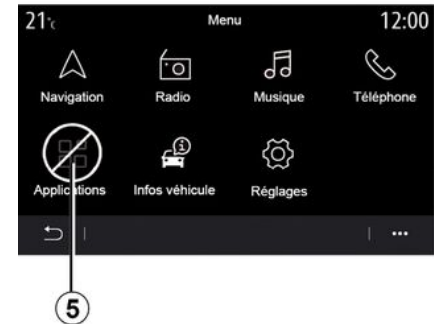 21°c Menu 12:00
Navigation Radio Musique Téléphone
Applications Infos véhicule Réglages
5